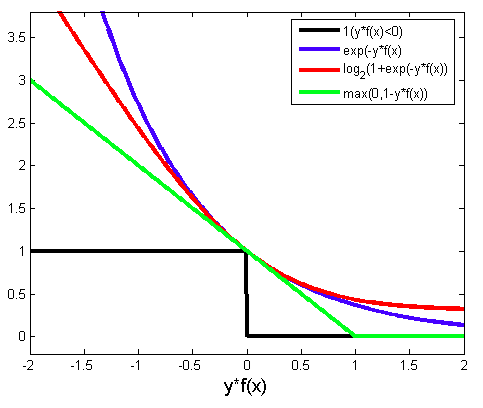 1(y*f(x)<0)
exp(-y*f(x)
log₂(1+exp(-y*f(x))
max(0,1-y*f(x))
3.5
3
2.5
2
1.5
1
0.5
0
-2 -1.5 -1 -0.5 0 0.5 1 1.5 2
y*f(x)